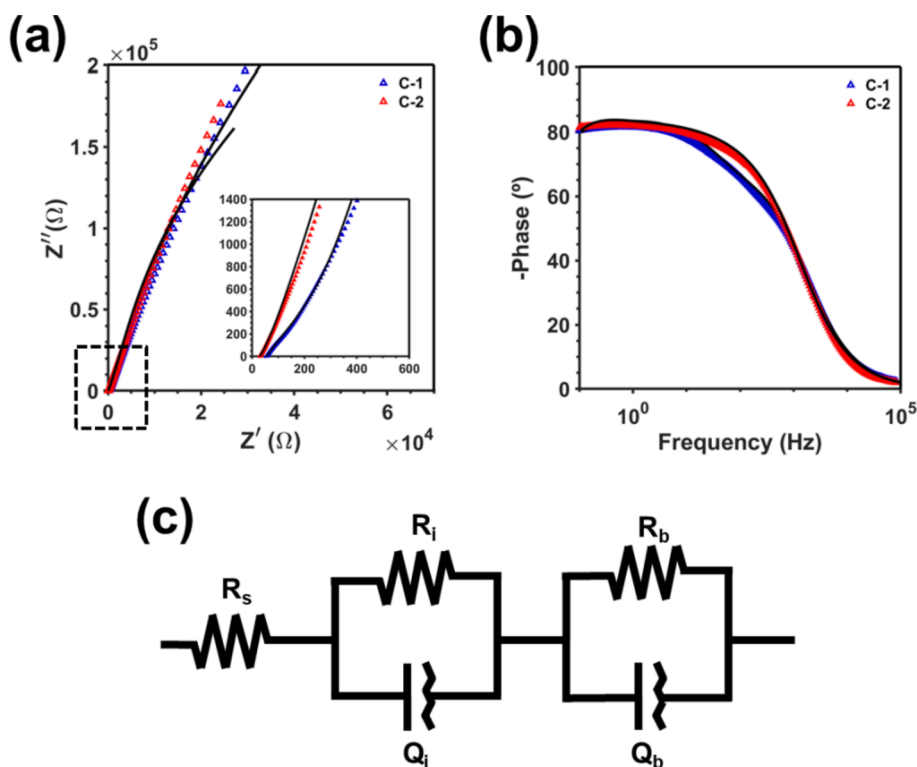 (a)
×10⁵
2
1.5
1
0.5
0
Z''(Ω)
C-1
C-2
1400
1200
1000
800
600
400
200
0
200
400
600
0
2
4
6
×10⁴
Z' (Ω)
(b)
100
80
60
40
20
0
-Phase (º)
C-1
C-2
10⁰
10⁵
Frequency (Hz)
(c)
Rₛ
Rᵢ
Qᵢ
R_b
Q_b